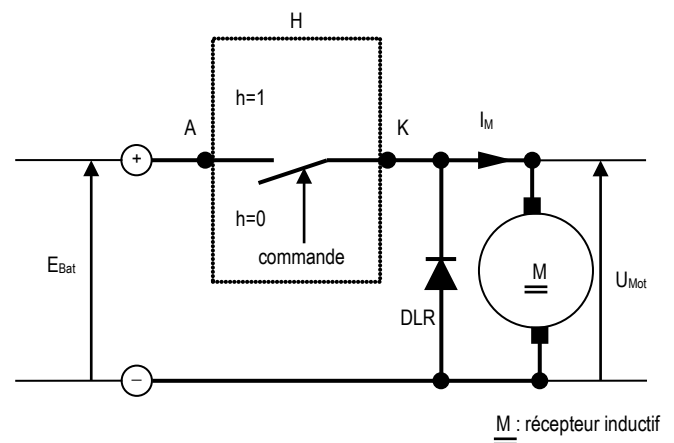 H
h=1
A
K
I_M
+
h=0
commande
E_Bat
M
U_Mot
DLR
–
M : récepteur inductif